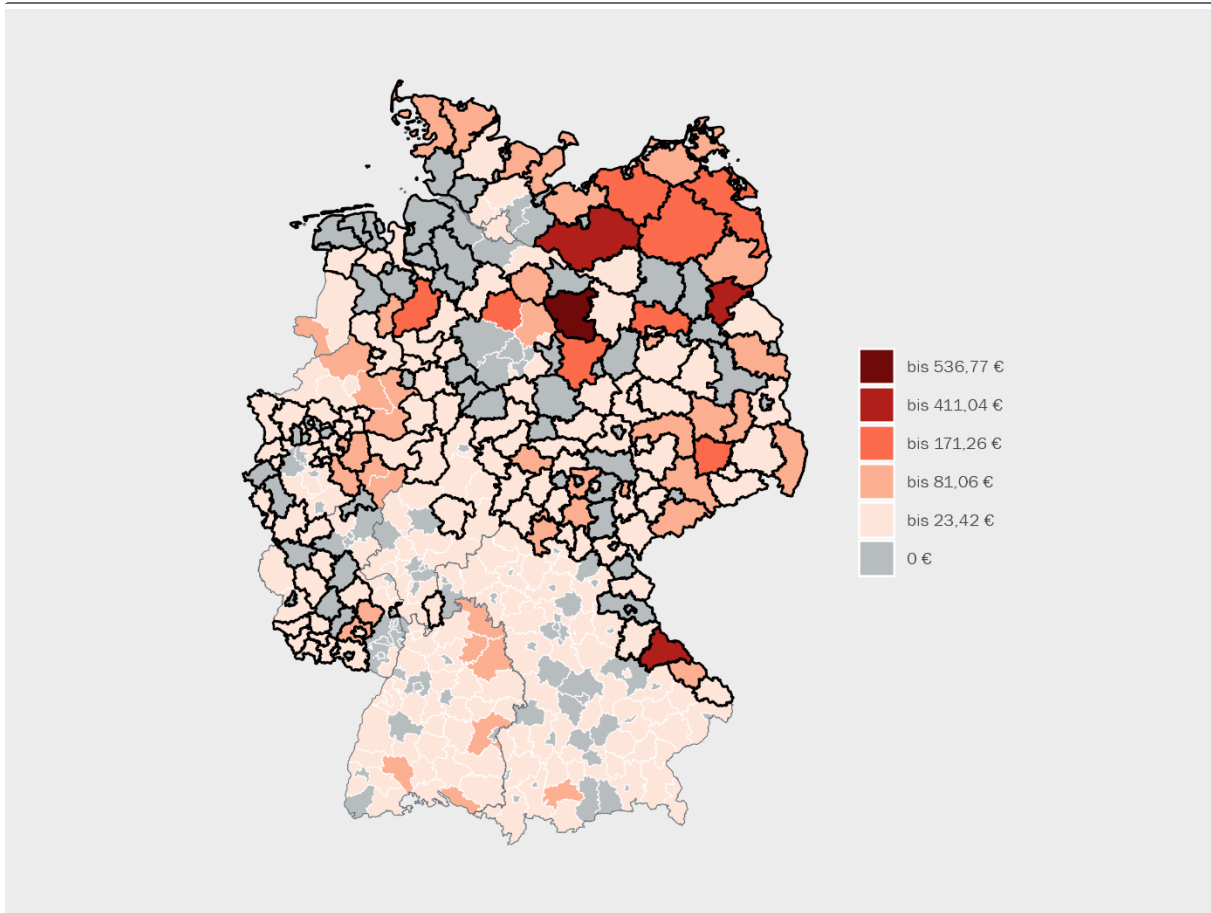 bis 536,77 €
bis 411,04 €
bis 171,26 €
bis 81,06 €
bis 23,42 €
0 €